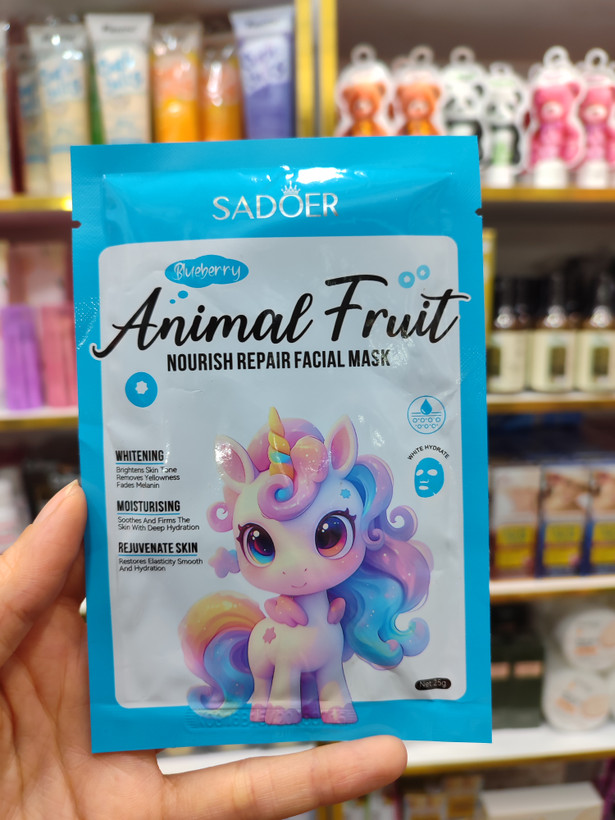 SADOER
Blueberry
Animal Fruit
NOURISH REPAIR FACIAL MASK
WHITE HYDRATE
WHITENING
Brightens Skin Tone
Removes Yellowness
Fades Melanin
MOISTURISING
Soothes And Firms The
Skin With Deep Hydration
REJUVENATE SKIN
Restores Elasticity Smooth
And Hydration
Net 25g